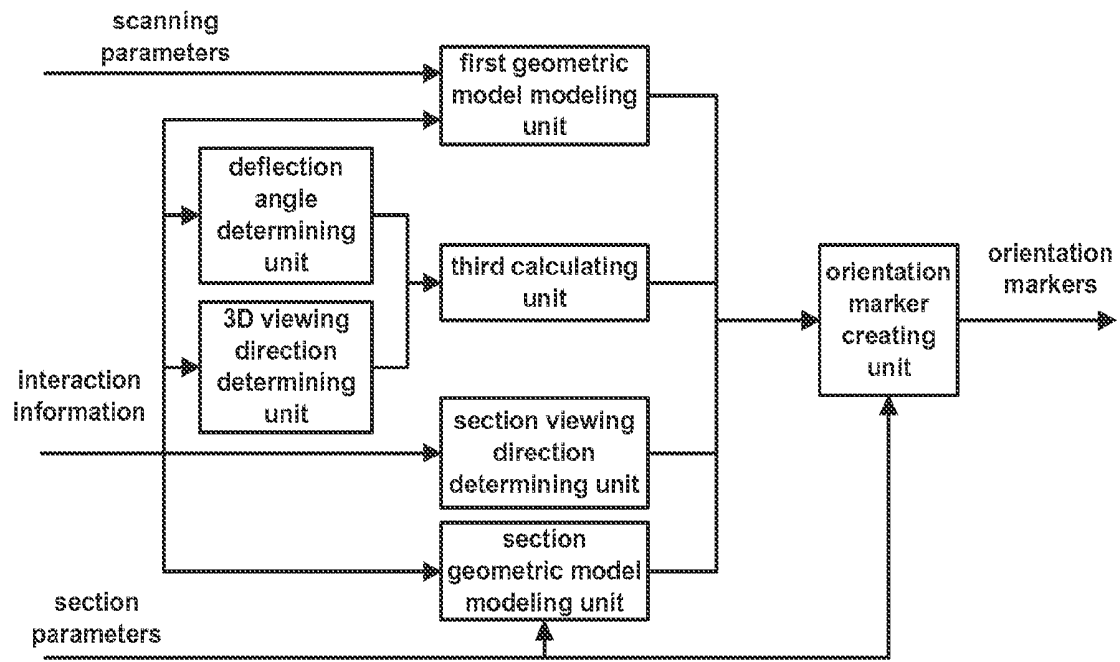 scanning
parameters
first geometric
model modeling
unit
deflection
angle
determining
unit
third calculating
unit
orientation
marker
creating
unit
orientation
markers
3D viewing
direction
determining
unit
interaction
information
section viewing
direction
determining unit
section
geometric model
modeling unit
section
parameters